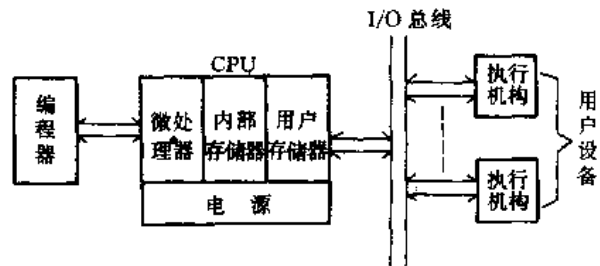 I/O 总线
CPU
编程器
微处理器
内部存储器
用户存储器
电 源
执行机构
执行机构
用户设备